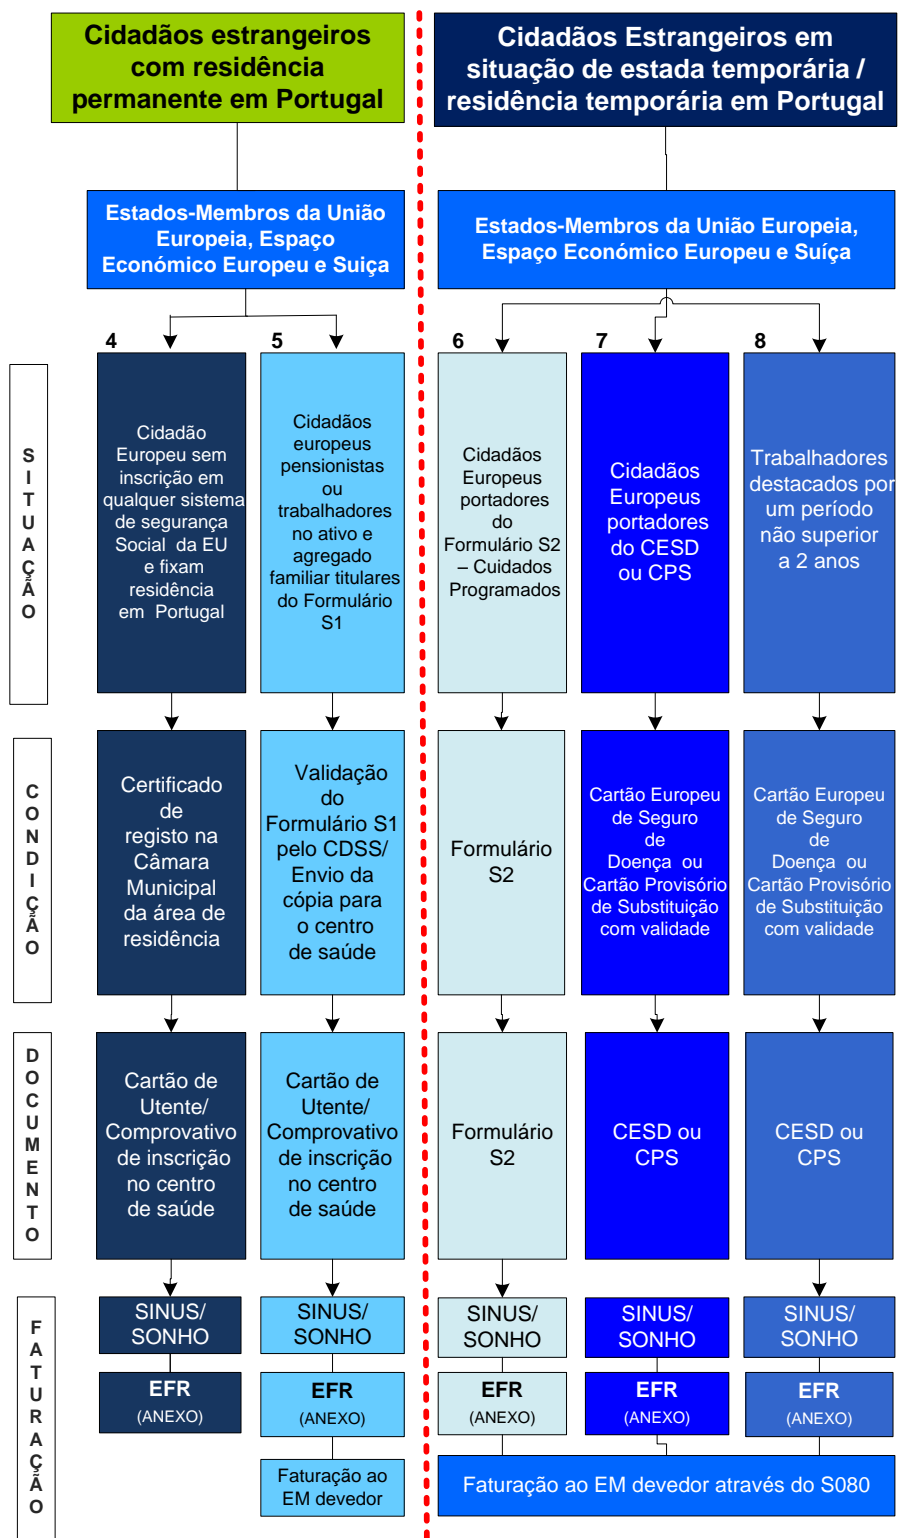 Cidadãos estrangeiros
com residência
permanente em Portugal
Cidadãos Estrangeiros em
situação de estada temporária /
residência temporária em Portugal
Estados-Membros da União
Europeia, Espaço
Económico Europeu e Suiça
Estados-Membros da União Europeia,
Espaço Económico Europeu e Suíça
4
5
6
7
8
SITUAÇÃO
Cidadão
Europeu sem
inscrição em
qualquer sistema
de segurança
Social da EU
e fixam
residência
em Portugal
Cidadãos
europeus
pensionistas
ou
trabalhadores
no ativo e
agregado
familiar titulares
do Formulário
S1
Cidadãos
Europeus
portadores
do
Formulário S2
– Cuidados
Programados
Cidadãos
Europeus
portadores
do CESD
ou CPS
Trabalhadores
destacados por
um período
não superior
a 2 anos
CONDIÇÃO
Certificado
de
registo na
Câmara
Municipal
da área de
residência
Validação
do
Formulário S1
pelo CDSS/
Envio da
cópia para
o centro
de saúde
Formulário
S2
Cartão Europeu
de Seguro
de
Doença ou
Cartão Provisório
de Substituição
com validade
Cartão Europeu
de Seguro
de
Doença ou
Cartão Provisório
de Substituição
com validade
DOCUMENTO
Cartão de
Utente/
Comprovativo
de inscrição
no centro
de saúde
Cartão de
Utente/
Comprovativo
de inscrição
no centro
de saúde
Formulário
S2
CESD ou
CPS
CESD ou
CPS
FATURAÇÃO
SINUS/
SONHO
SINUS/
SONHO
SINUS/
SONHO
SINUS/
SONHO
SINUS/
SONHO
EFR
(ANEXO)
EFR
(ANEXO)
EFR
(ANEXO)
EFR
(ANEXO)
EFR
(ANEXO)
Faturação ao
EM devedor
Faturação ao EM devedor através do S080